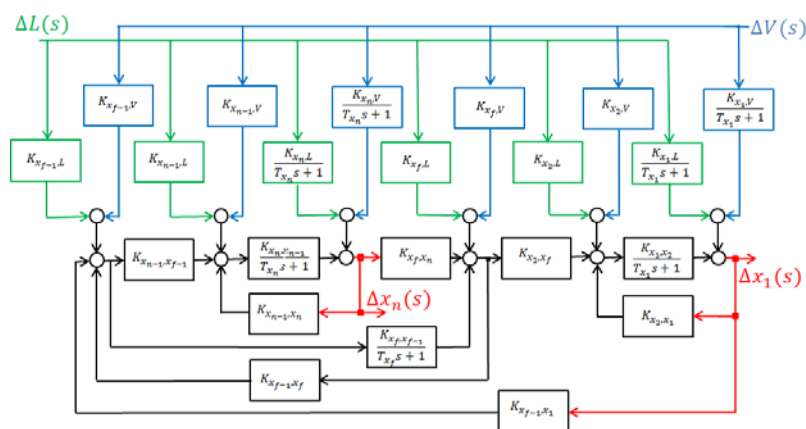 ΔL(s) ΔV(s)
K_{x_{f-1},V} K_{x_{n-1},V} K_{x_n,V} / T_{x_n}s + 1 K_{x_f,V} K_{x_2,V} K_{x_1,V} / T_{x_1}s + 1
K_{x_{f-1},L} K_{x_{n-1},L} K_{x_n,L} / T_{x_n}s + 1 K_{x_f,L} K_{x_2,L} K_{x_1,L} / T_{x_1}s + 1
K_{x_{n-1},x_{f-1}} K_{x_n,x_{n-1}} / T_{x_n}s + 1 K_{x_f,x_n} K_{x_2,x_f} K_{x_1,x_2} / T_{x_1}s + 1
Δx_n(s) Δx_1(s)
K_{x_{n-1},x_n} K_{x_2,x_1}
K_{x_f,x_{f-1}} / T_{x_f}s + 1
K_{x_{f-1},x_f}
K_{x_{f-1},x_1}